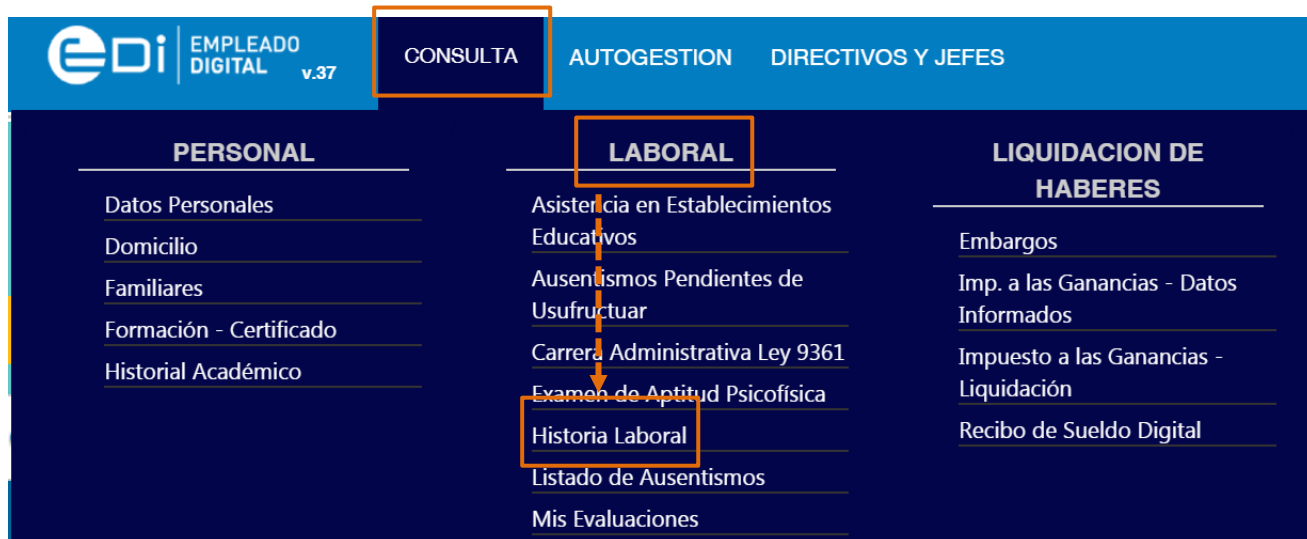 eDi EMPLEADO
DIGITAL v.37
CONSULTA
AUTOGESTION
DIRECTIVOS Y JEFES
PERSONAL
Datos Personales
Domicilio
Familiares
Formación - Certificado
Historial Académico
LABORAL
Asistencia en Establecimientos
Educativos
Ausentismos Pendientes de
Usufructuar
Carrera Administrativa Ley 9361
Examen de Aptitud Psicofísica
Historia Laboral
Listado de Ausentismos
Mis Evaluaciones
LIQUIDACION DE
HABERES
Embargos
Imp. a las Ganancias - Datos
Informados
Impuesto a las Ganancias -
Liquidación
Recibo de Sueldo Digital